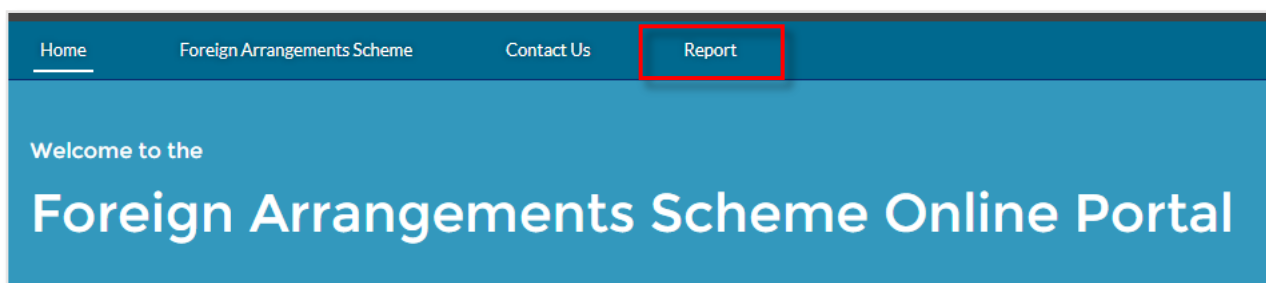 Home Foreign Arrangements Scheme Contact Us Report
Welcome to the
Foreign Arrangements Scheme Online Portal